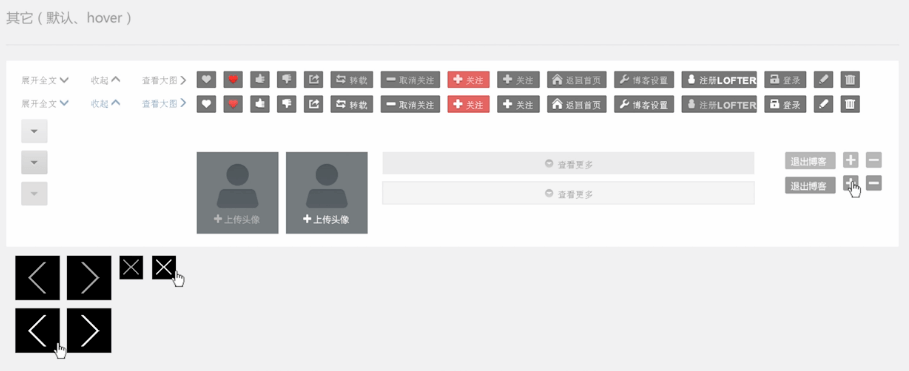 其它（默认、hover）
展开全文 收起 查看大图 转载 取消关注 关注 关注 返回首页 博客设置 注册LOFTER 登录
展开全文 收起 查看大图 转载 取消关注 关注 关注 返回首页 博客设置 注册LOFTER 登录
查看更多 退出博客
退出博客
查看更多
上传头像 上传头像